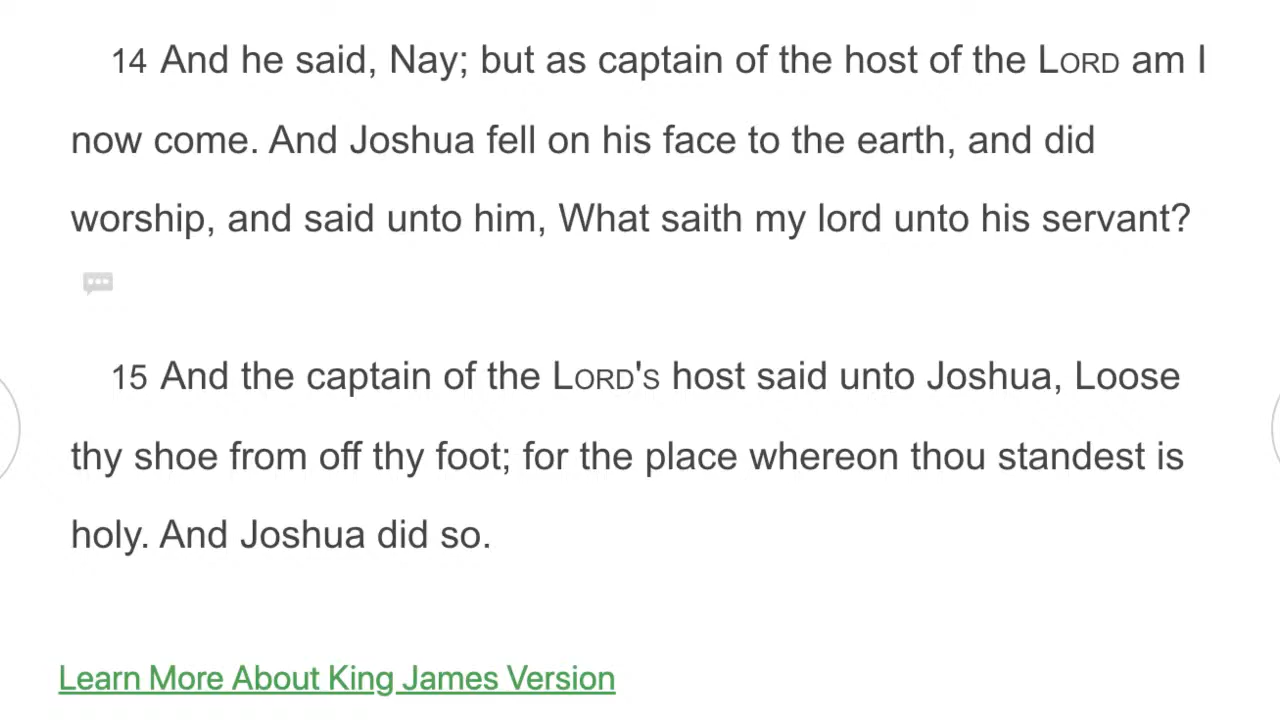 14 And he said, Nay; but as captain of the host of the LORD am I
now come. And Joshua fell on his face to the earth, and did
worship, and said unto him, What saith my lord unto his servant?
15 And the captain of the LORD's host said unto Joshua, Loose
thy shoe from off thy foot; for the place whereon thou standest is
holy. And Joshua did so.
Learn More About King James Version